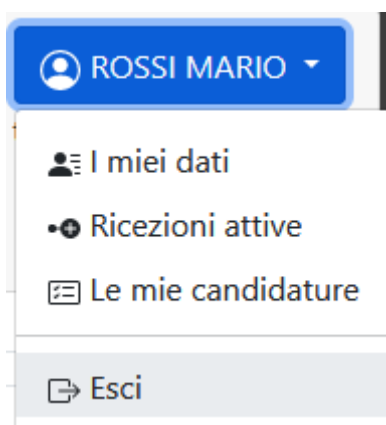 ROSSI MARIO
I miei dati
Ricezioni attive
Le mie candidature
Esci